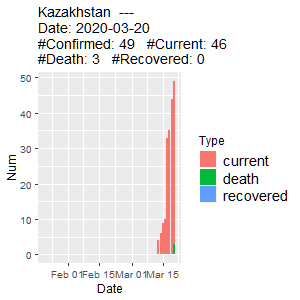 Kazakhstan ---
Date: 2020-03-20
#Confirmed: 49 #Current: 46
#Death: 3 #Recovered: 0
50
40
30
20
10
0
Num
Feb 01 Feb 15 Mar 01 Mar 15
Date
Type
current
death
recovered